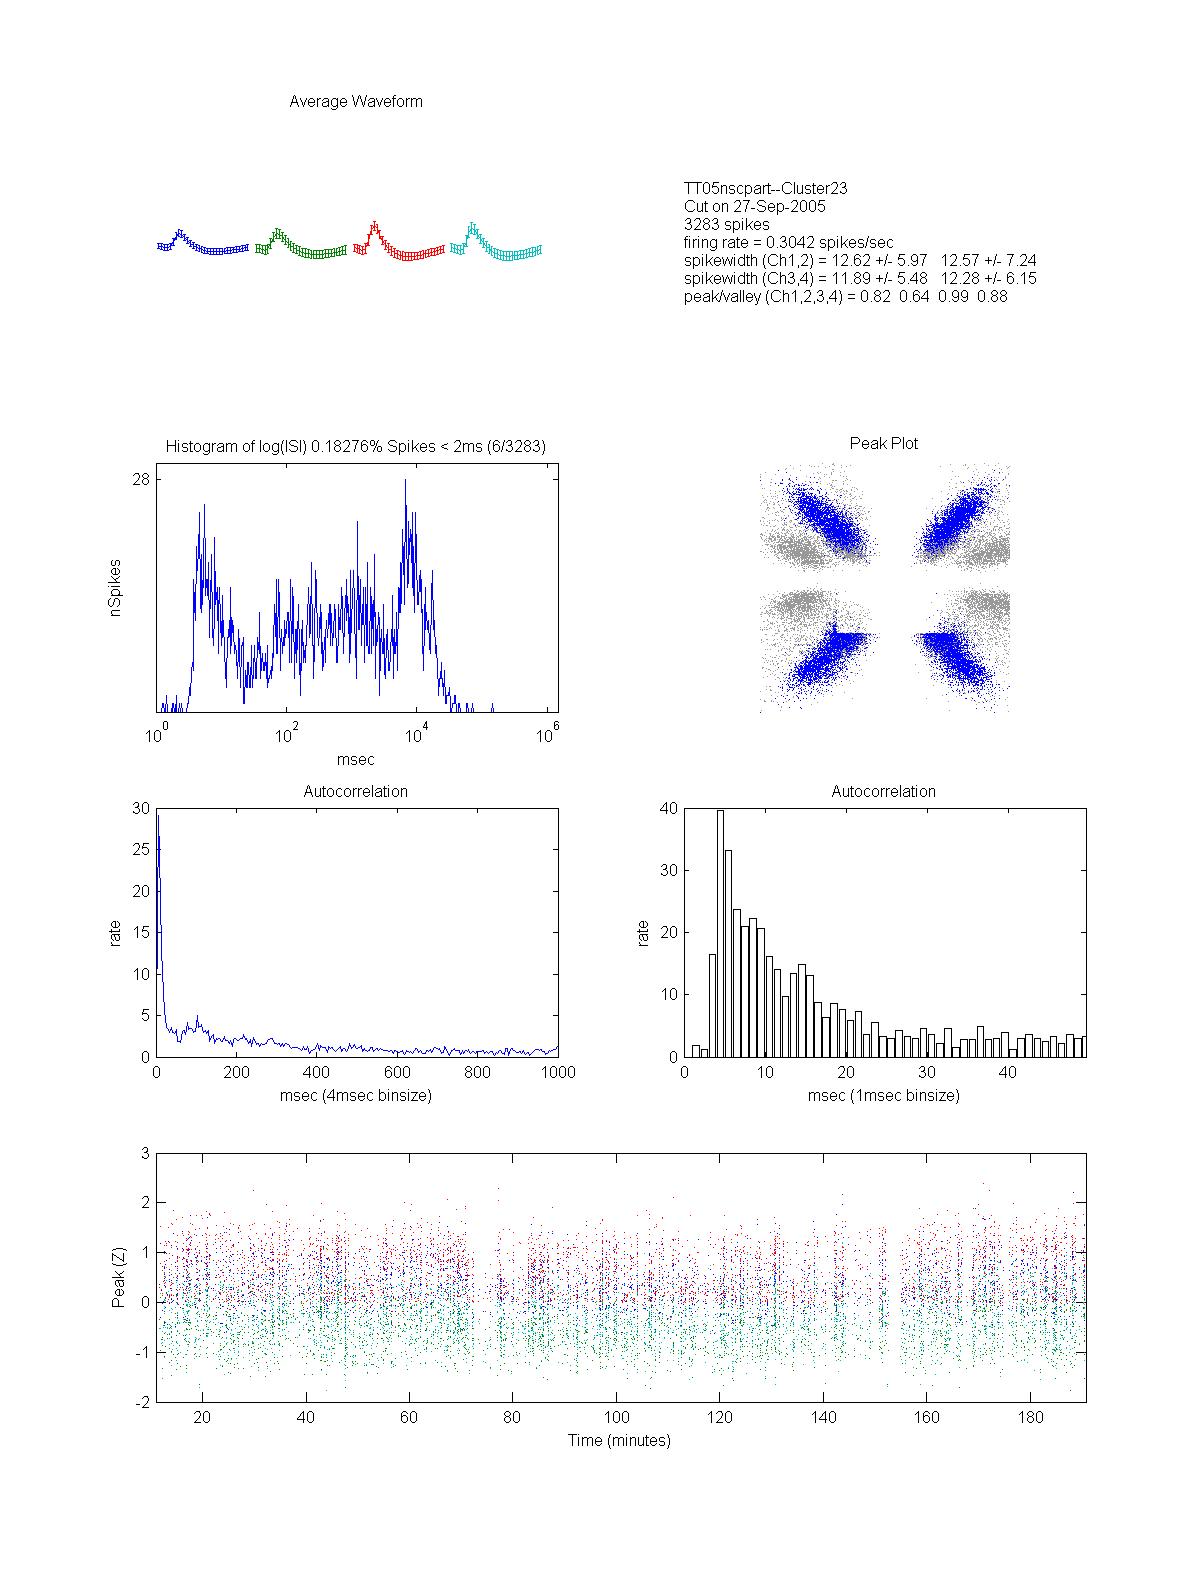 Average Waveform
TT05nscpart--Cluster23
Cut on 27-Sep-2005
3283 spikes
firing rate = 0.3042 spikes/sec
spikewidth (Ch1,2) = 12.62 +/- 5.97   12.57 +/- 7.24
spikewidth (Ch3,4) = 11.89 +/- 5.48   12.28 +/- 6.15
peak/valley (Ch1,2,3,4) = 0.82  0.64  0.99  0.88
Histogram of log(ISI) 0.18276% Spikes < 2ms (6/3283)
28
nSpikes
10^0 10^2 10^4 10^6
msec
Peak Plot
Autocorrelation
30
25
20
15
10
5
0
rate
0 200 400 600 800 1000
msec (4msec binsize)
Autocorrelation
40
30
20
10
0
rate
0 10 20 30 40
msec (1msec binsize)
3
2
1
0
-1
-2
Peak (Z)
20 40 60 80 100 120 140 160 180
Time (minutes)